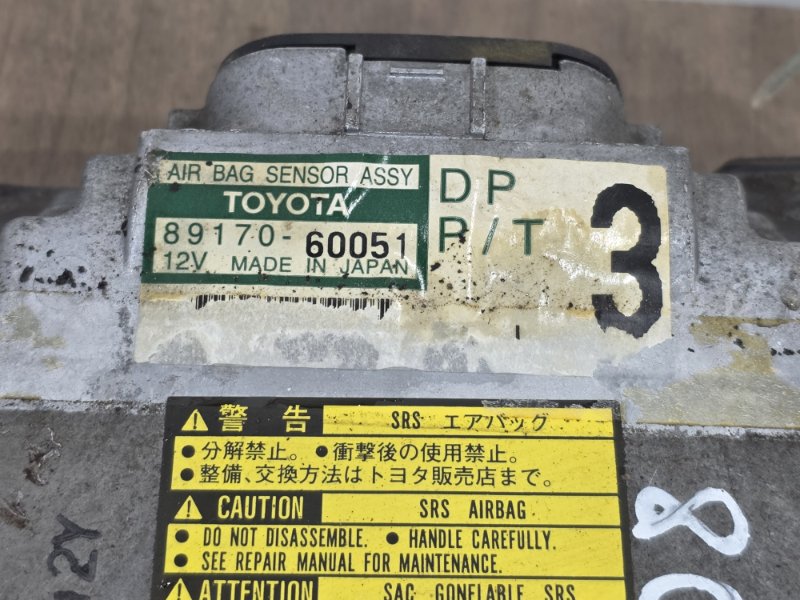 AIR BAG SENSOR ASSY
TOYOTA
89170-60051
12V MADE IN JAPAN
DP
R/T
3
警告 SRS エアバッグ
●分解禁止。 ●衝撃後の使用禁止。
●整備、交換方法はトヨタ販売店まで。
CAUTION SRS AIRBAG
● DO NOT DISASSEMBLE. ● HANDLE CAREFULLY.
● SEE REPAIR MANUAL FOR MAINTENANCE.
ATTENTION SAC GONFLABLE SRS
8